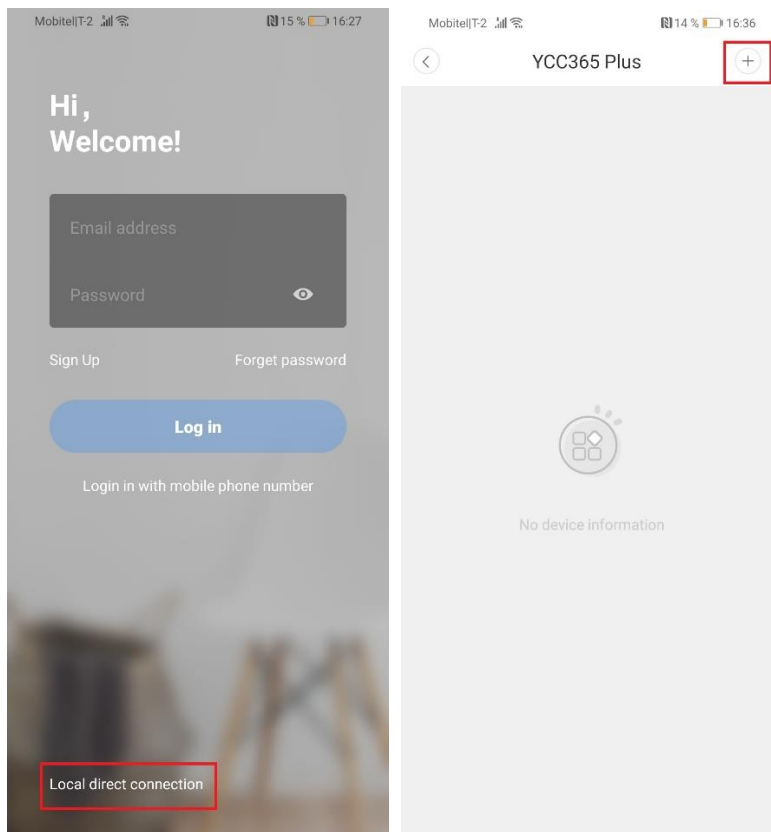 Mobitel|T-2 15 % 16:27
Hi,
Welcome!
Email address
Password
Sign Up Forget password
Log in
Login in with mobile phone number
Local direct connection
Mobitel|T-2 14 % 16:36
YCC365 Plus
No device information